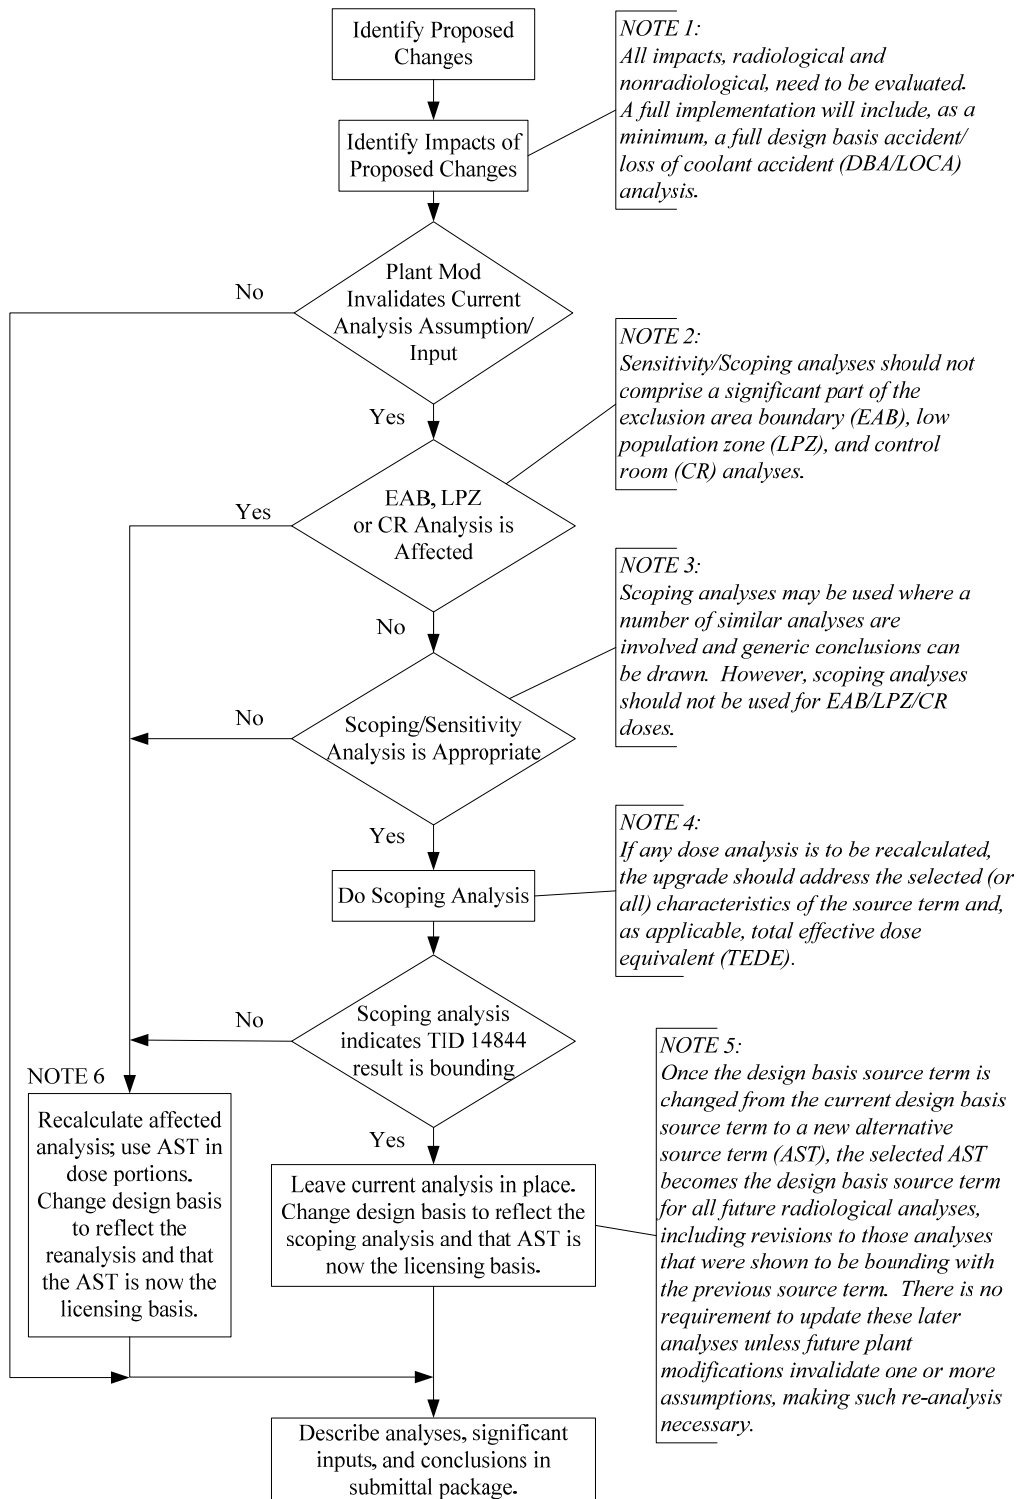 Identify Proposed
Changes
NOTE 1:
All impacts, radiological and
nonradiological, need to be evaluated.
A full implementation will include, as a
minimum, a full design basis accident/
loss of coolant accident (DBA/LOCA)
analysis.
Identify Impacts of
Proposed Changes
Plant Mod
Invalidates Current
Analysis Assumption/
Input
No
Yes
NOTE 2:
Sensitivity/Scoping analyses should not
comprise a significant part of the
exclusion area boundary (EAB), low
population zone (LPZ), and control
room (CR) analyses.
EAB, LPZ
or CR Analysis is
Affected
Yes
No
NOTE 3:
Scoping analyses may be used where a
number of similar analyses are
involved and generic conclusions can
be drawn. However, scoping analyses
should not be used for EAB/LPZ/CR
doses.
Scoping/Sensitivity
Analysis is Appropriate
No
Yes
NOTE 4:
If any dose analysis is to be recalculated,
the upgrade should address the selected (or
all) characteristics of the source term and,
as applicable, total effective dose
equivalent (TEDE).
Do Scoping Analysis
Scoping analysis
indicates TID 14844
result is bounding
No
Yes
NOTE 5:
Once the design basis source term is
changed from the current design basis
source term to a new alternative
source term (AST), the selected AST
becomes the design basis source term
for all future radiological analyses,
including revisions to those analyses
that were shown to be bounding with
the previous source term. There is no
requirement to update these later
analyses unless future plant
modifications invalidate one or more
assumptions, making such re-analysis
necessary.
NOTE 6
Recalculate affected
analysis; use AST in
dose portions.
Change design basis
to reflect the
reanalysis and that
the AST is now the
licensing basis.
Leave current analysis in place.
Change design basis to reflect the
scoping analysis and that AST is
now the licensing basis.
Describe analyses, significant
inputs, and conclusions in
submittal package.